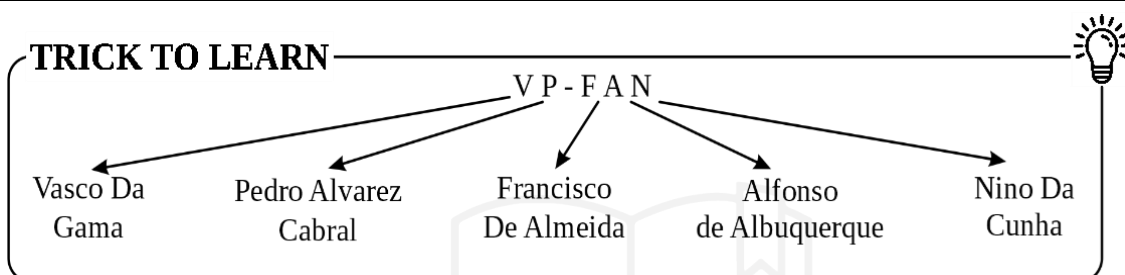 TRICK TO LEARN
V P - F A N
Vasco Da
Gama
Pedro Alvarez
Cabral
Francisco
De Almeida
Alfonso
de Albuquerque
Nino Da
Cunha